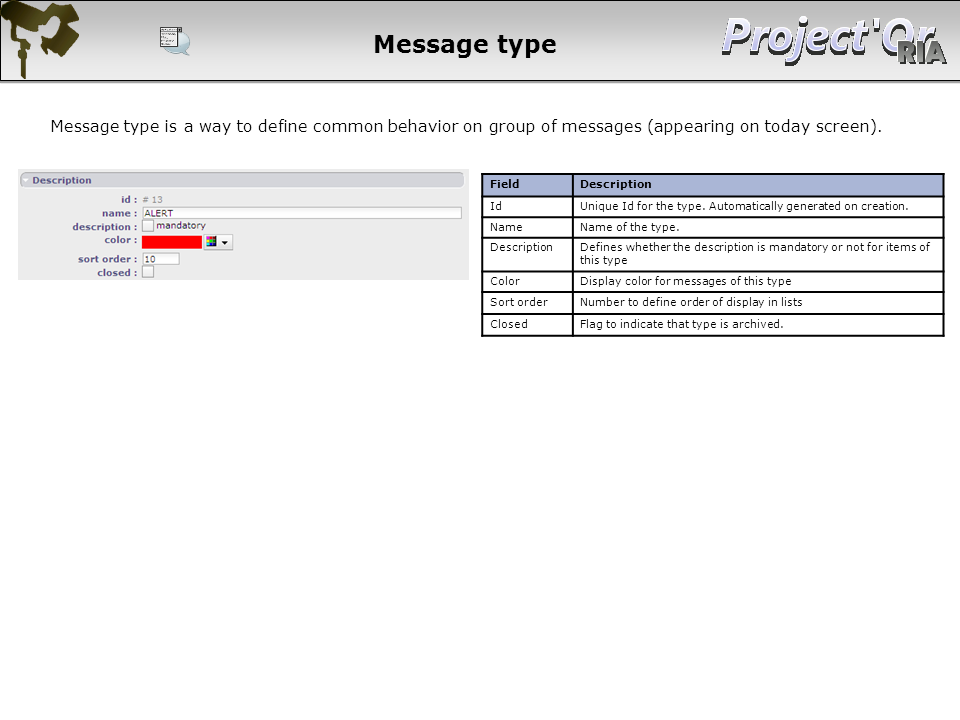 Message type
Project'Or
RIA
Message type is a way to define common behavior on group of messages (appearing on today screen).
Description
id : # 13
name : ALERT
description : mandatory
color :
sort order : 10
closed :
Field Description
Id Unique Id for the type. Automatically generated on creation.
Name Name of the type.
Description Defines whether the description is mandatory or not for items of
this type
Color Display color for messages of this type
Sort order Number to define order of display in lists
Closed Flag to indicate that type is archived.